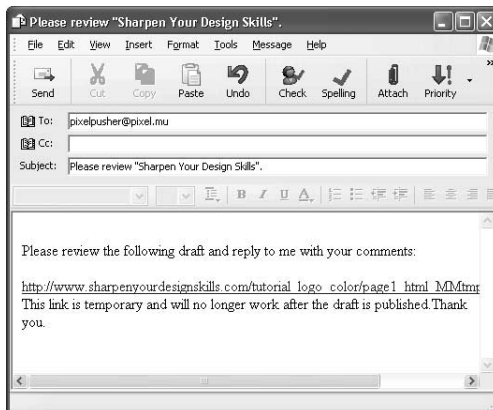 Please review "Sharpen Your Design Skills".
File Edit View Insert Format Tools Message Help
Send Cut Copy Paste Undo Check Spelling Attach Priority »
To: pixelpusher@pixel.mu
Cc:
Subject: Please review "Sharpen Your Design Skills".
B I U A
Please review the following draft and reply to me with your comments:
http://www.sharpenyourdesignskills.com/tutorial_logo_color/page1_html_MMtmp
This link is temporary and will no longer work after the draft is published.Thank
you.